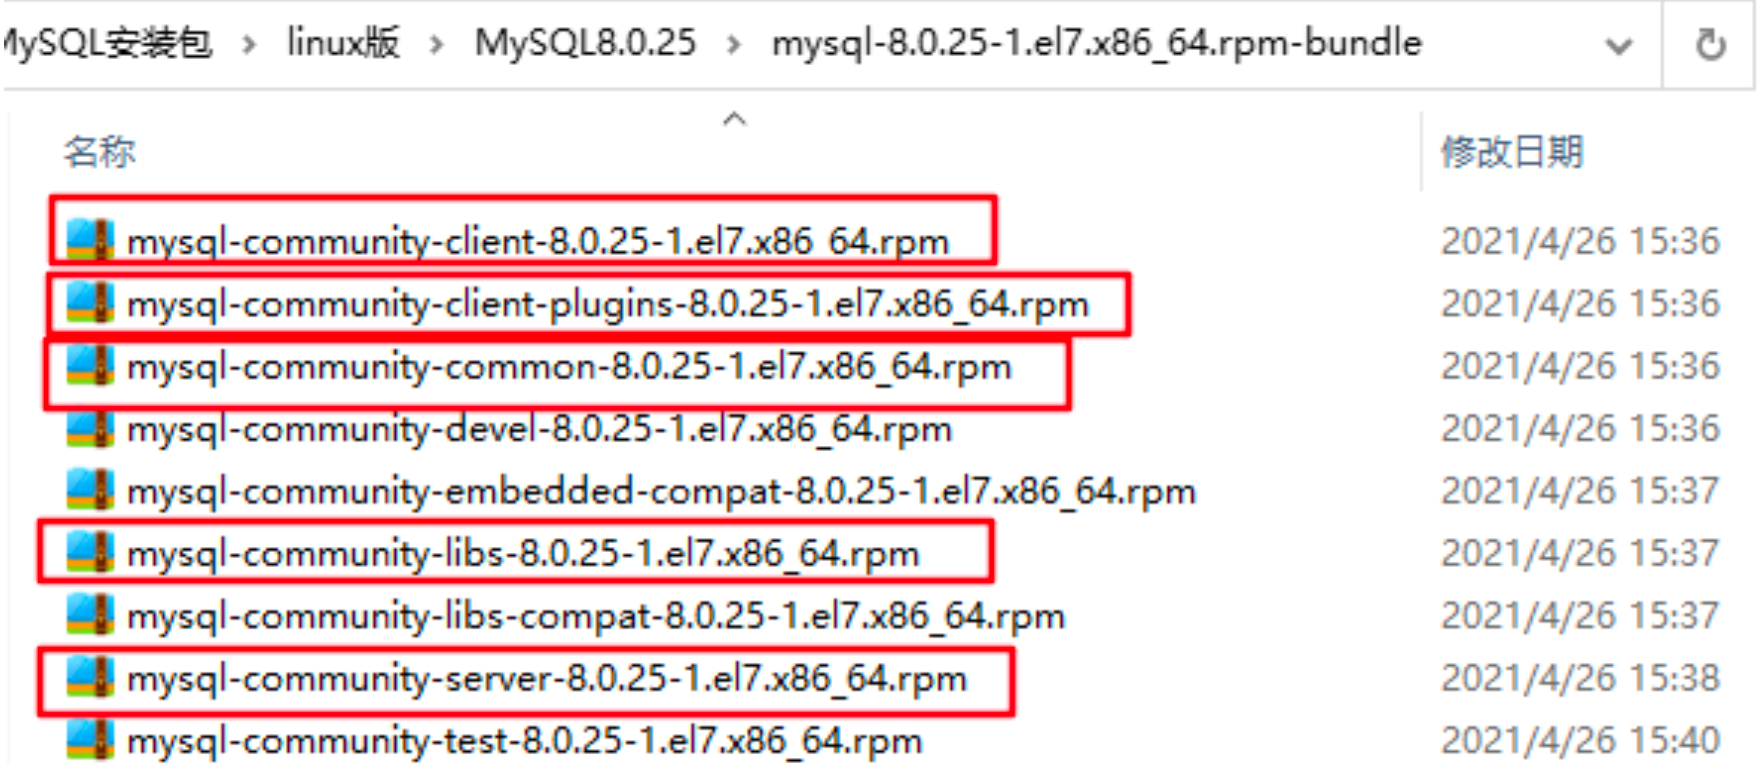 MySQL安装包 > linux版 > MySQL8.0.25 > mysql-8.0.25-1.el7.x86_64.rpm-bundle
名称 修改日期
mysql-community-client-8.0.25-1.el7.x86_64.rpm 2021/4/26 15:36
mysql-community-client-plugins-8.0.25-1.el7.x86_64.rpm 2021/4/26 15:36
mysql-community-common-8.0.25-1.el7.x86_64.rpm 2021/4/26 15:36
mysql-community-devel-8.0.25-1.el7.x86_64.rpm 2021/4/26 15:36
mysql-community-embedded-compat-8.0.25-1.el7.x86_64.rpm 2021/4/26 15:37
mysql-community-libs-8.0.25-1.el7.x86_64.rpm 2021/4/26 15:37
mysql-community-libs-compat-8.0.25-1.el7.x86_64.rpm 2021/4/26 15:37
mysql-community-server-8.0.25-1.el7.x86_64.rpm 2021/4/26 15:38
mysql-community-test-8.0.25-1.el7.x86_64.rpm 2021/4/26 15:40